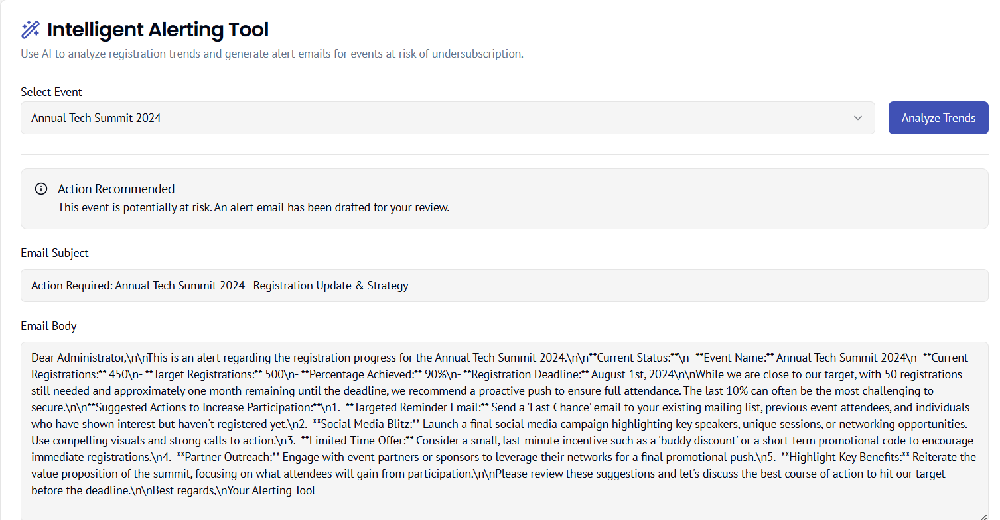 Intelligent Alerting Tool
Use AI to analyze registration trends and generate alert emails for events at risk of undersubscription.
Select Event
Annual Tech Summit 2024
Analyze Trends
Action Recommended
This event is potentially at risk. An alert email has been drafted for your review.
Email Subject
Action Required: Annual Tech Summit 2024 - Registration Update & Strategy
Email Body
Dear Administrator,\n\nThis is an alert regarding the registration progress for the Annual Tech Summit 2024.\n\n**Current Status:**\n- **Event Name:** Annual Tech Summit 2024\n- **Current
Registrations:** 450\n- **Target Registrations:** 500\n- **Percentage Achieved:** 90%\n- **Registration Deadline:** August 1st, 2024\n\nWhile we are close to our target, with 50 registrations
still needed and approximately one month remaining until the deadline, we recommend a proactive push to ensure full attendance. The last 10% can often be the most challenging to
secure.\n\n**Suggested Actions to Increase Participation:**\n1.  **Targeted Reminder Email:** Send a 'Last Chance' email to your existing mailing list, previous event attendees, and individuals
who have shown interest but haven't registered yet.\n2.  **Social Media Blitz:** Launch a final social media campaign highlighting key speakers, unique sessions, or networking opportunities.
Use compelling visuals and strong calls to action.\n3.  **Limited-Time Offer:** Consider a small, last-minute incentive such as a 'buddy discount' or a short-term promotional code to encourage
immediate registrations.\n4.  **Partner Outreach:** Engage with event partners or sponsors to leverage their networks for a final promotional push.\n5.  **Highlight Key Benefits:** Reiterate the
value proposition of the summit, focusing on what attendees will gain from participation.\n\nPlease review these suggestions and let's discuss the best course of action to hit our target
before the deadline.\n\nBest regards,\nYour Alerting Tool